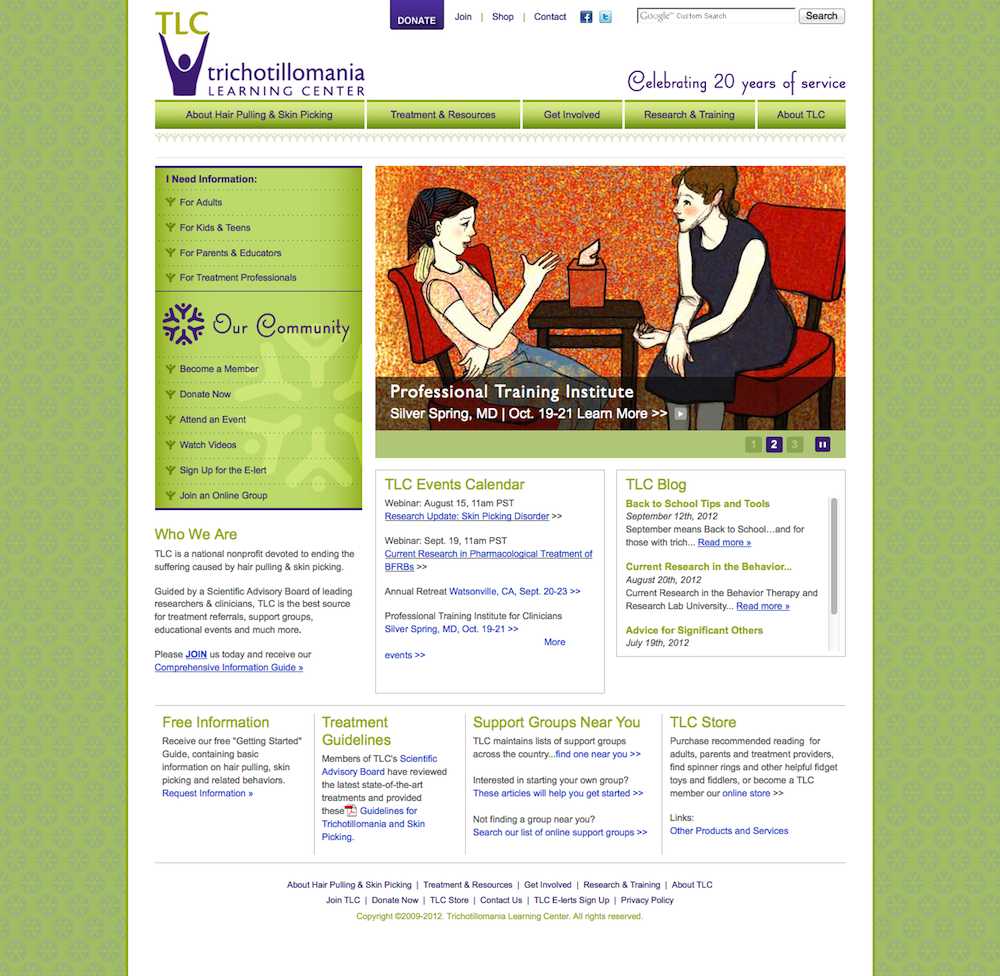 TLC
trichotillomania
LEARNING CENTER
DONATE
Join | Shop | Contact
Google™ Custom Search
Search
Celebrating 20 years of service
About Hair Pulling & Skin Picking
Treatment & Resources
Get Involved
Research & Training
About TLC
I Need Information:
For Adults
For Kids & Teens
For Parents & Educators
For Treatment Professionals
Our Community
Become a Member
Donate Now
Attend an Event
Watch Videos
Sign Up for the E-lert
Join an Online Group
Professional Training Institute
Silver Spring, MD | Oct. 19-21 Learn More >>
1 2 3
Who We Are
TLC is a national nonprofit devoted to ending the
suffering caused by hair pulling & skin picking.
Guided by a Scientific Advisory Board of leading
researchers & clinicians, TLC is the best source
for treatment referrals, support groups,
educational events and much more.
Please JOIN us today and receive our
Comprehensive Information Guide »
TLC Events Calendar
Webinar: August 15, 11am PST
Research Update: Skin Picking Disorder >>
Webinar: Sept. 19, 11am PST
Current Research in Pharmacological Treatment of
BFRBs >>
Annual Retreat Watsonville, CA, Sept. 20-23 >>
Professional Training Institute for Clinicians
Silver Spring, MD, Oct. 19-21 >>
More
events >>
TLC Blog
Back to School Tips and Tools
September 12th, 2012
September means Back to School…and for
those with trich... Read more »
Current Research in the Behavior...
August 20th, 2012
Current Research in the Behavior Therapy and
Research Lab University... Read more »
Advice for Significant Others
July 19th, 2012
Free Information
Receive our free "Getting Started"
Guide, containing basic
information on hair pulling, skin
picking and related behaviors.
Request Information »
Treatment
Guidelines
Members of TLC's Scientific
Advisory Board have reviewed
the latest state-of-the-art
treatments and provided
these Guidelines for
Trichotillomania and Skin
Picking.
Support Groups Near You
TLC maintains lists of support groups
across the country...find one near you >>
Interested in starting your own group?
These articles will help you get started >>
Not finding a group near you?
Search our list of online support groups >>
TLC Store
Purchase recommended reading for
adults, parents and treatment providers,
find spinner rings and other helpful fidget
toys and fiddlers, or become a TLC
member our online store >>
Links:
Other Products and Services
About Hair Pulling & Skin Picking | Treatment & Resources | Get Involved | Research & Training | About TLC
Join TLC | Donate Now | TLC Store | Contact Us | TLC E-lerts Sign Up | Privacy Policy
Copyright ©2009-2012. Trichotillomania Learning Center. All rights reserved.